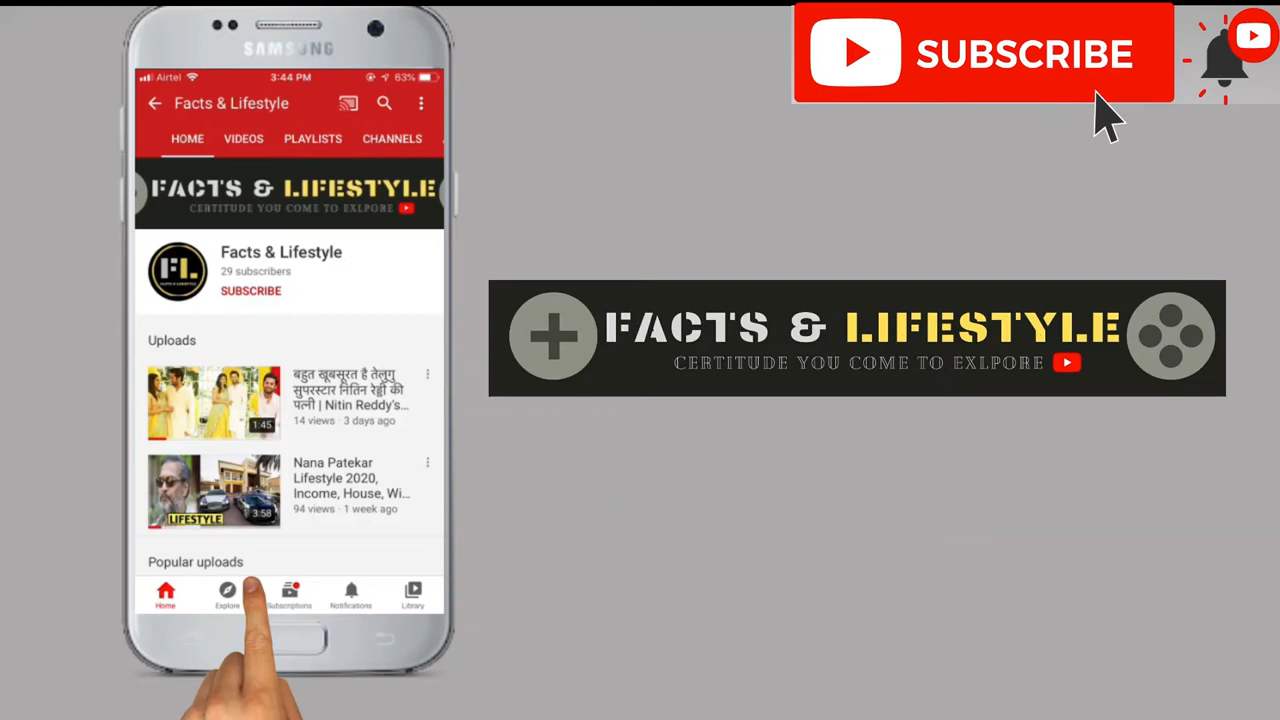 SUBSCRIBE
SAMSUNG
Airtel 3:44 PM 63%
Facts & Lifestyle
HOME VIDEOS PLAYLISTS CHANNELS
FACTS & LIFESTYLE
CERTITUDE YOU COME TO EXLPORE
FL
Facts & Lifestyle
29 subscribers
SUBSCRIBE
Uploads
बहुत खूबसूरत है तेलुगु
सुपरस्टार नितिन रेड्डी की
पत्नी | Nitin Reddy's...
14 views · 3 days ago
1:45
Nana Patekar
Lifestyle 2020,
Income, House, Wi...
94 views · 1 week ago
LIFESTYLE
3:58
Popular uploads
Home Explore Subscriptions Notifications Library
FACTS & LIFESTYLE
CERTITUDE YOU COME TO EXLPORE